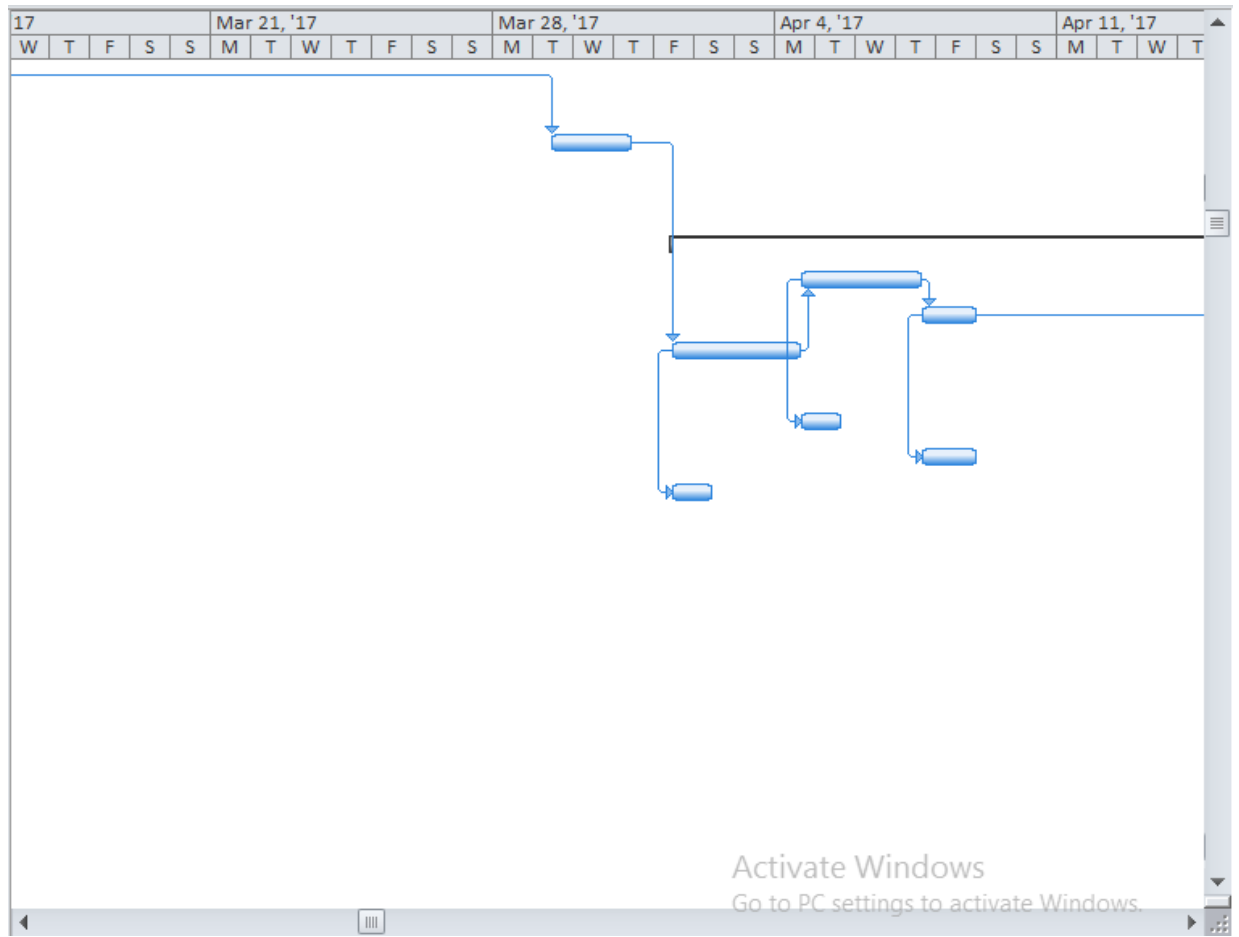 17 Mar 21, '17 Mar 28, '17 Apr 4, '17 Apr 11, '17
W T F S S M T W T F S S M T W T F S S M T W T F S S M T W T
Activate Windows
Go to PC settings to activate Windows.